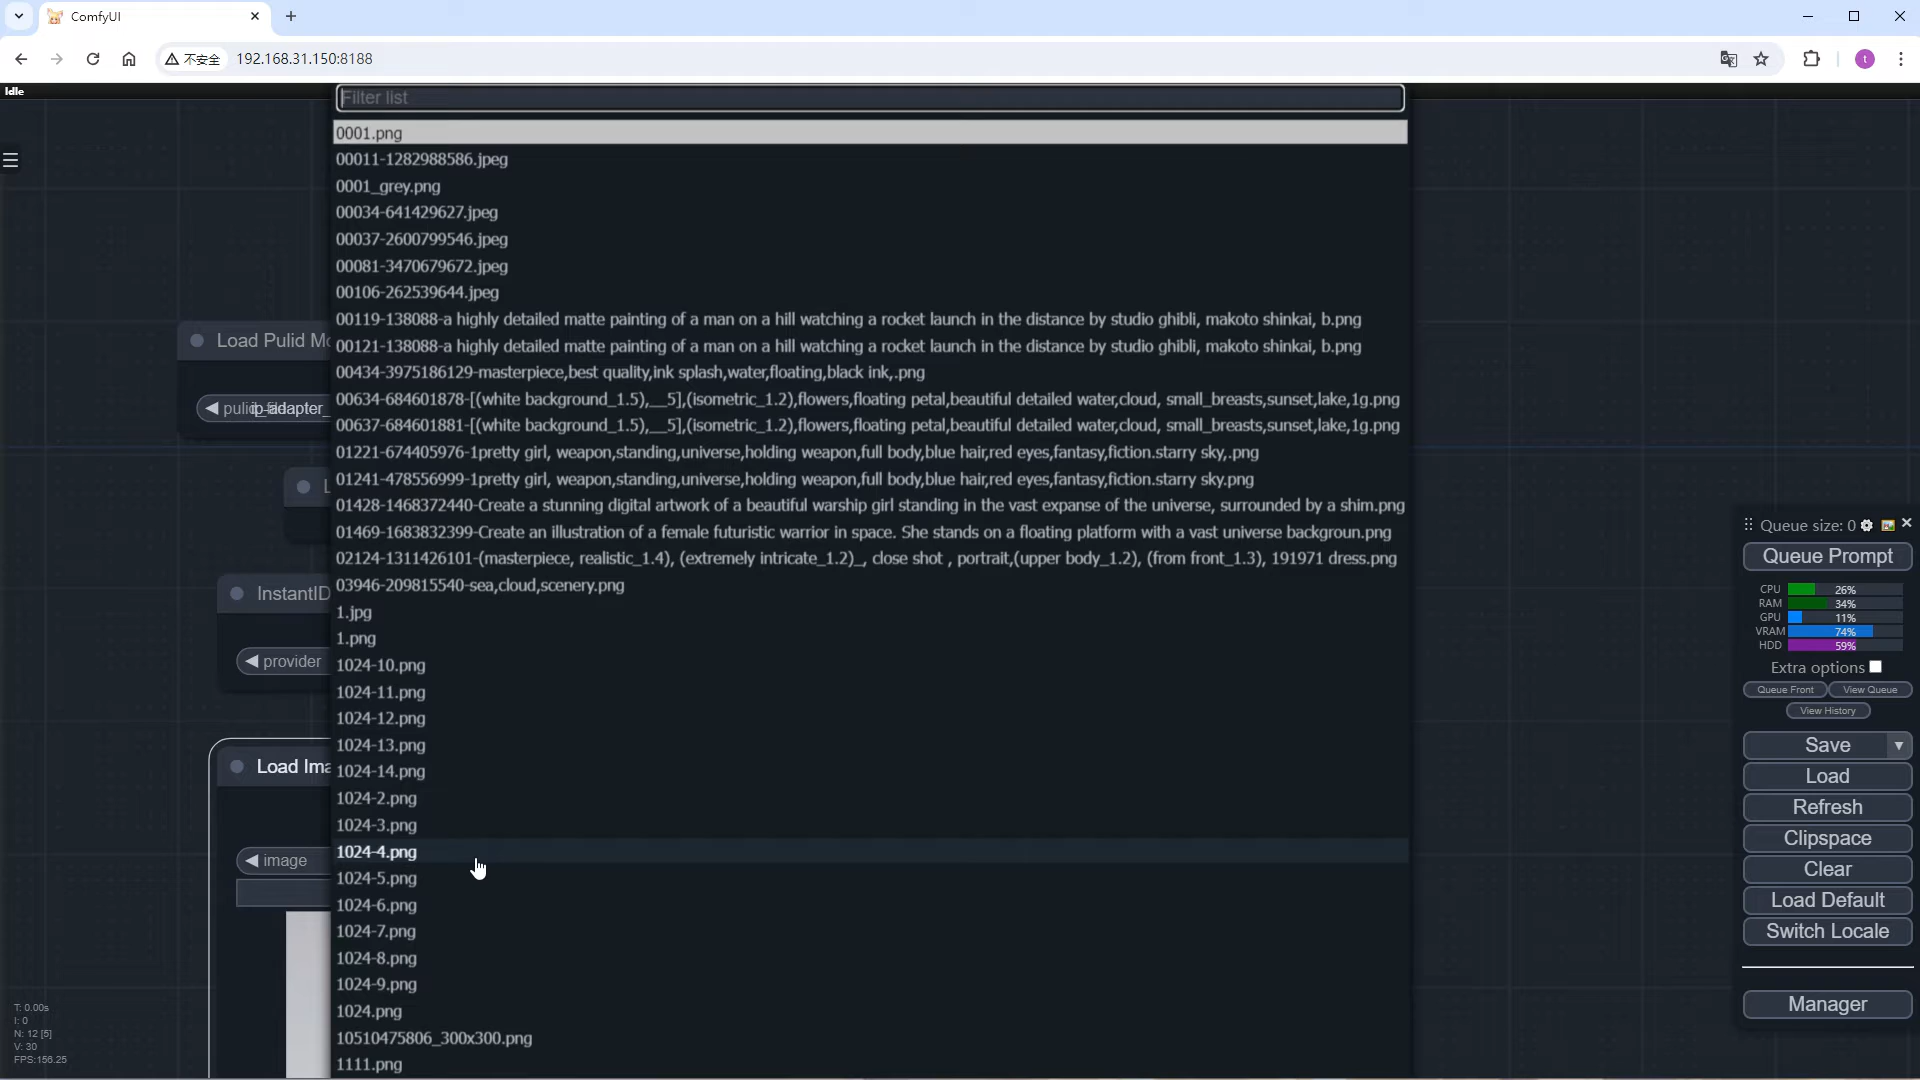 ComfyUI
不安全
192.168.31.150:8188
Idle
Filter list
0001.png
00011-1282988586.jpeg
0001_grey.png
00034-641429627.jpeg
00037-2600799546.jpeg
00081-3470679672.jpeg
00106-262539644.jpeg
00119-138088-a highly detailed matte painting of a man on a hill watching a rocket launch in the distance by studio ghibli, makoto shinkai, b.png
00121-138088-a highly detailed matte painting of a man on a hill watching a rocket launch in the distance by studio ghibli, makoto shinkai, b.png
00434-3975186129-masterpiece,best quality,ink splash,water,floating,black ink,.png
00634-684601878-[(white background_1.5),__5],(isometric_1.2),flowers,floating petal,beautiful detailed water,cloud, small_breasts,sunset,lake,1g.png
00637-684601881-[(white background_1.5),__5],(isometric_1.2),flowers,floating petal,beautiful detailed water,cloud, small_breasts,sunset,lake,1g.png
01221-674405976-1pretty girl, weapon,standing,universe,holding weapon,full body,blue hair,red eyes,fantasy,fiction.starry sky,.png
01241-478556999-1pretty girl, weapon,standing,universe,holding weapon,full body,blue hair,red eyes,fantasy,fiction.starry sky.png
01428-1468372440-Create a stunning digital artwork of a beautiful warship girl standing in the vast expanse of the universe, surrounded by a shim.png
01469-1683832399-Create an illustration of a female futuristic warrior in space. She stands on a floating platform with a vast universe backgroun.png
02124-1311426101-(masterpiece, realistic_1.4), (extremely intricate_1.2)_, close shot , portrait,(upper body_1.2), (from front_1.3), 191971 dress.png
03946-209815540-sea,cloud,scenery.png
1.jpg
1.png
1024-10.png
1024-11.png
1024-12.png
1024-13.png
1024-14.png
1024-2.png
1024-3.png
1024-4.png
1024-5.png
1024-6.png
1024-7.png
1024-8.png
1024-9.png
1024.png
10510475806_300x300.png
1111.png
Load Pulid Mo
ip-adapter_
L
InstantID
provider
Load Ima
image
T: 0.00s
I: 0
N: 12 [5]
V: 30
FPS:156.25
Queue size: 0
Queue Prompt
CPU 26%
RAM 34%
GPU 11%
VRAM 74%
HDD 59%
Extra options
Queue Front View Queue
View History
Save
Load
Refresh
Clipspace
Clear
Load Default
Switch Locale
Manager
t